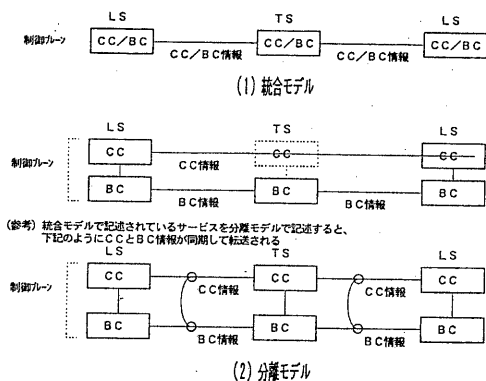 LS TS LS
制御プレーン CC/BC CC/BC CC/BC
CC/BC情報 CC/BC情報
(1) 統合モデル
LS TS LS
制御プレーン CC CC CC
CC情報
BC BC BC
BC情報 BC情報
(参考) 統合モデルで記述されているサービスを分離モデルで記述すると、
下記のようにCCとBC情報が同期して転送される
LS TS LS
制御プレーン CC CC CC
CC情報 CC情報
BC BC BC
BC情報 BC情報
(2) 分離モデル